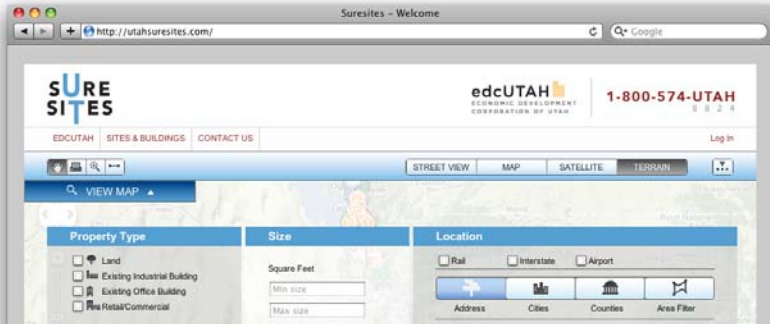 Suresites – Welcome
http://utahsuresites.com/
Google
SURE
SITES
edcUTAH
ECONOMIC DEVELOPMENT
CORPORATION OF UTAH
1-800-574-UTAH
8 8 2 4
EDCUTAH SITES & BUILDINGS CONTACT US Log In
STREET VIEW MAP SATELLITE TERRAIN
VIEW MAP
Property Type Size Location
Land
Existing Industrial Building
Existing Office Building
Retail/Commercial
Square Feet
Min size
Max size
Rail Interstate Airport
Address Cities Counties Area Filter